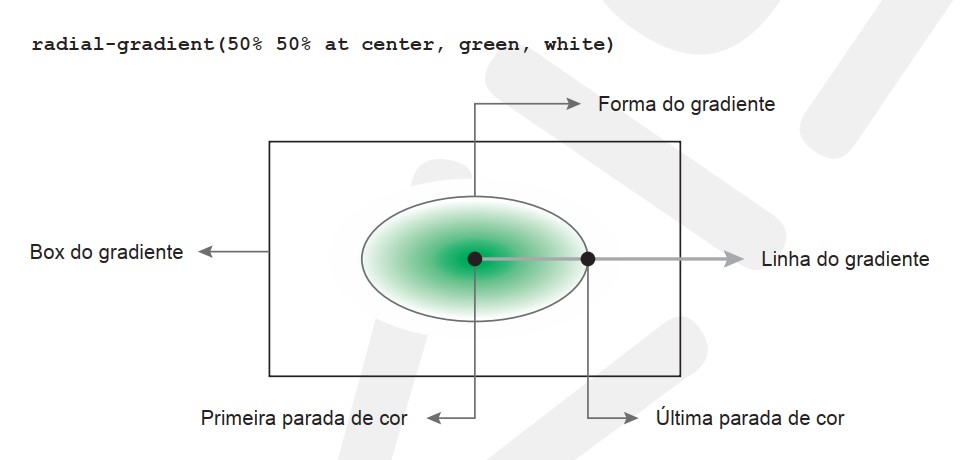 radial-gradient(50% 50% at center, green, white)
Forma do gradiente
Box do gradiente
Linha do gradiente
Primeira parada de cor
Última parada de cor